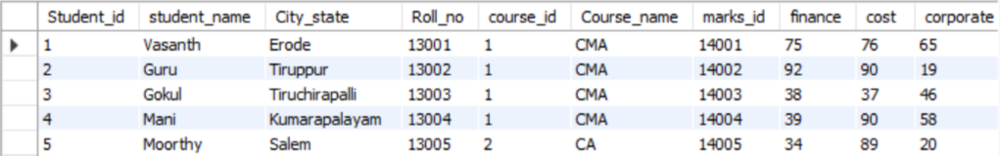 Student_id student_name City_state Roll_no course_id Course_name marks_id finance cost corporate
1 Vasanth Erode 13001 1 CMA 14001 75 76 65
2 Guru Tiruppur 13002 1 CMA 14002 92 90 19
3 Gokul Tiruchirapalli 13003 1 CMA 14003 38 37 46
4 Mani Kumarapalayam 13004 1 CMA 14004 39 90 58
5 Moorthy Salem 13005 2 CA 14005 34 89 20